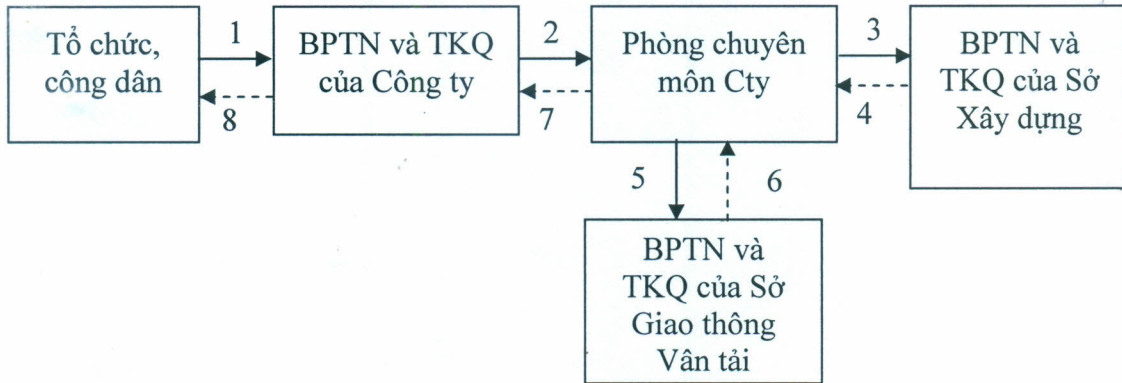 Tổ chức,
công dân
1
8
BPTN và TKQ
của Công ty
2
7
Phòng chuyên
môn Cty
3
4
BPTN và
TKQ của Sở
Xây dựng
5
6
BPTN và
TKQ của Sở
Giao thông
Vân tải